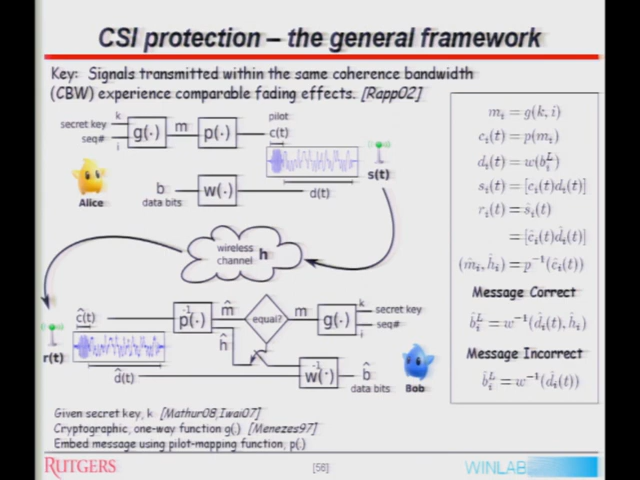 CSI protection – the general framework
Key: Signals transmitted within the same coherence bandwidth
(CBW) experience comparable fading effects. [Rapp02]
secret key
k
seq#
i
g(·)
m
p(·)
pilot
c(t)
s(t)
Alice
b
data bits
w(·)
d(t)
wireless
channel h
r(t)
ĉ(t)
p⁻¹(·)
m̂
ĥ
equal?
m
g(·)
k
secret key
seq#
i
d̂(t)
w⁻¹(·)
b̂
data bits
Bob
Given secret key, k [Mathur08,Iwai07]
Cryptographic, one-way function g(.) [Menezes97]
Embed message using pilot-mapping function, p(.)
mᵢ = g(k, i)
cᵢ(t) = p(mᵢ)
dᵢ(t) = w(bᵢᴸ)
sᵢ(t) = [cᵢ(t)dᵢ(t)]
rᵢ(t) = ŝᵢ(t)
= [ĉᵢ(t)d̂ᵢ(t)]
(m̂ᵢ, ĥᵢ) = p⁻¹(ĉᵢ(t))
Message Correct
b̂ᵢᴸ = w⁻¹(d̂ᵢ(t), ĥᵢ)
Message Incorrect
b̂ᵢᴸ = w⁻¹(d̂ᵢ(t))
RUTGERS
[56]
WINLAB